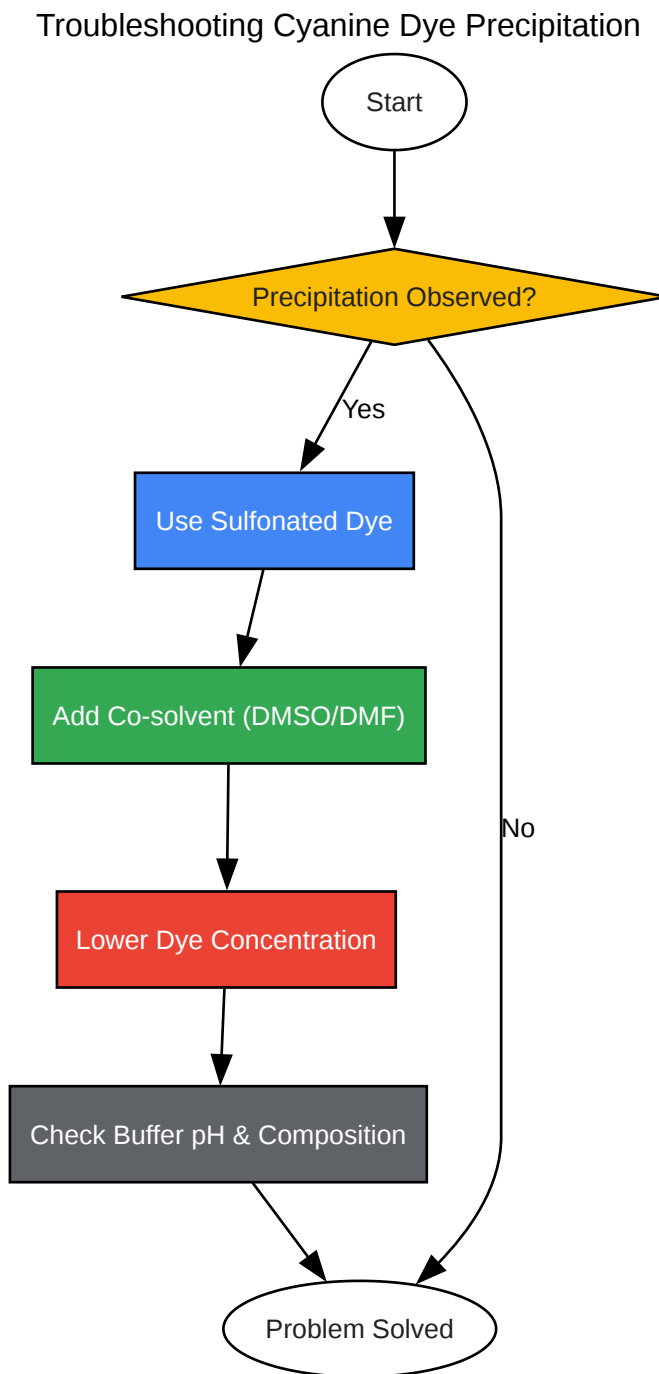 Troubleshooting Cyanine Dye Precipitation
Start
Precipitation Observed?
Yes
Use Sulfonated Dye
Add Co-solvent (DMSO/DMF)
No
Lower Dye Concentration
Check Buffer pH & Composition
Problem Solved